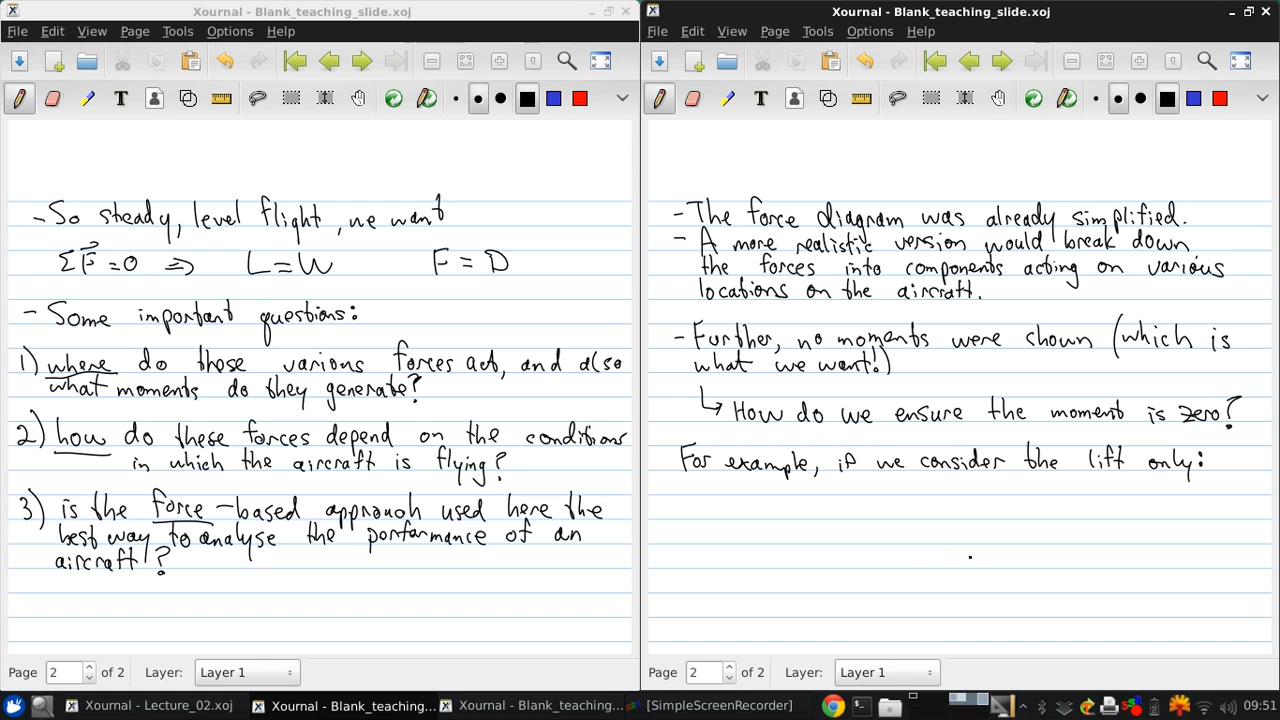 Xournal - Blank_teaching_slide.xoj
File Edit View Page Tools Options Help
- So steady, level flight, we want
ΣF⃗ = 0 ⇒ L = W F = D
- Some important questions:
1) where do those various forces act, and also
what moments do they generate?
2) how do these forces depend on the conditions
in which the aircraft is flying?
3) is the force-based approach used here the
best way to analyse the performance of an
aircraft?
Page 2 of 2 Layer: Layer 1
Xournal - Blank_teaching_slide.xoj
File Edit View Page Tools Options Help
- The force diagram was already simplified.
- A more realistic version would break down
the forces into components acting on various
locations on the aircraft.
- Further, no moments were shown (which is
what we want!)
↳ How do we ensure the moment is zero?
For example, if we consider the lift only:
Page 2 of 2 Layer: Layer 1
Xournal - Lecture_02.xoj Xournal - Blank_teaching... Xournal - Blank_teaching... [SimpleScreenRecorder] 09:51